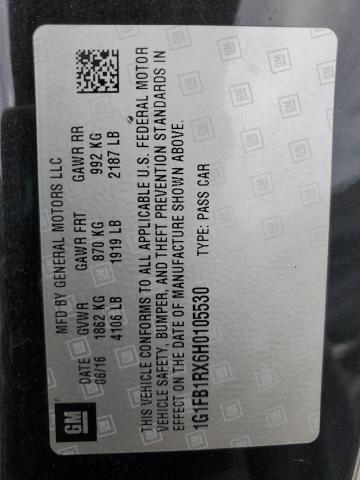 MFD BY GENERAL MOTORS LLC
DATE GVWR GAWR FRT GAWR RR
06/16 1862 KG 870 KG 992 KG
4106 LB 1919 LB 2187 LB
THIS VEHICLE CONFORMS TO ALL APPLICABLE U.S. FEDERAL MOTOR
VEHICLE SAFETY, BUMPER, AND THEFT PREVENTION STANDARDS IN
EFFECT ON THE DATE OF MANUFACTURE SHOWN ABOVE.
1G1FB1RX6H0105530 TYPE: PASS CAR
GM